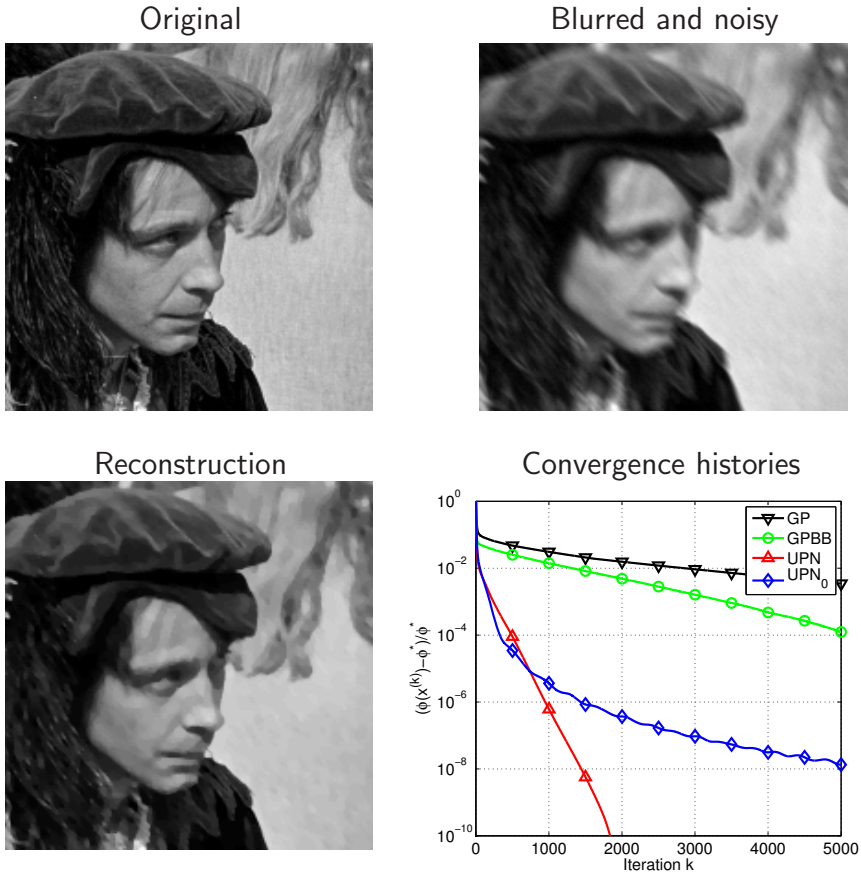 Original
Blurred and noisy
Reconstruction
Convergence histories
10^0
10^−2
10^−4
10^−6
10^−8
10^−10
(ϕ(x^(k))−ϕ^*)/ϕ^*
GP
GPBB
UPN
UPN_0
0 1000 2000 3000 4000 5000
Iteration k